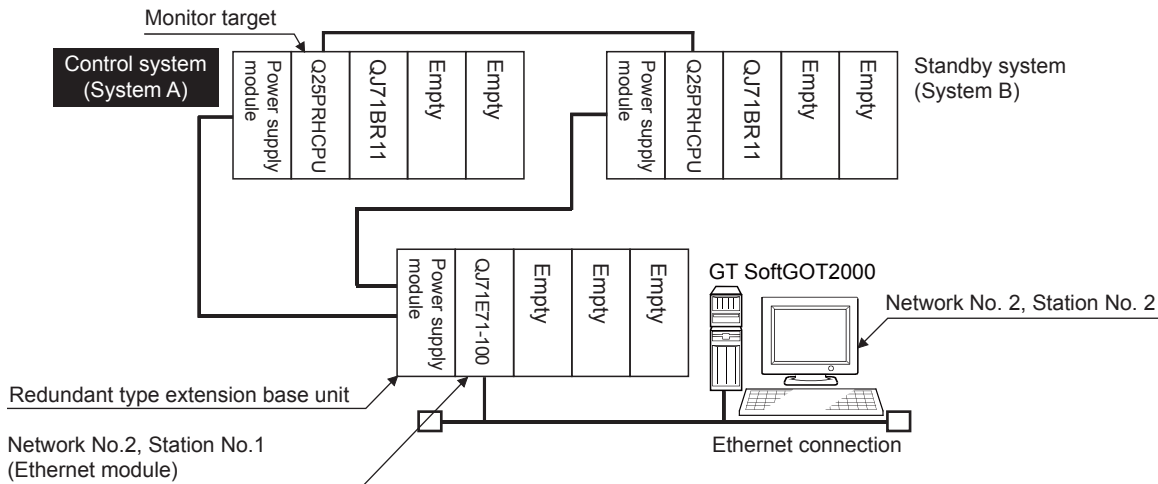 Monitor target
Control system
(System A)
Power supply
module
Q25PRHCPU
QJ71BR11
Empty
Empty
Power supply
module
Q25PRHCPU
QJ71BR11
Empty
Empty
Standby system
(System B)
Power supply
module
QJ71E71-100
Empty
Empty
Empty
GT SoftGOT2000
Network No. 2, Station No. 2
Redundant type extension base unit
Network No.2, Station No.1
(Ethernet module)
Ethernet connection